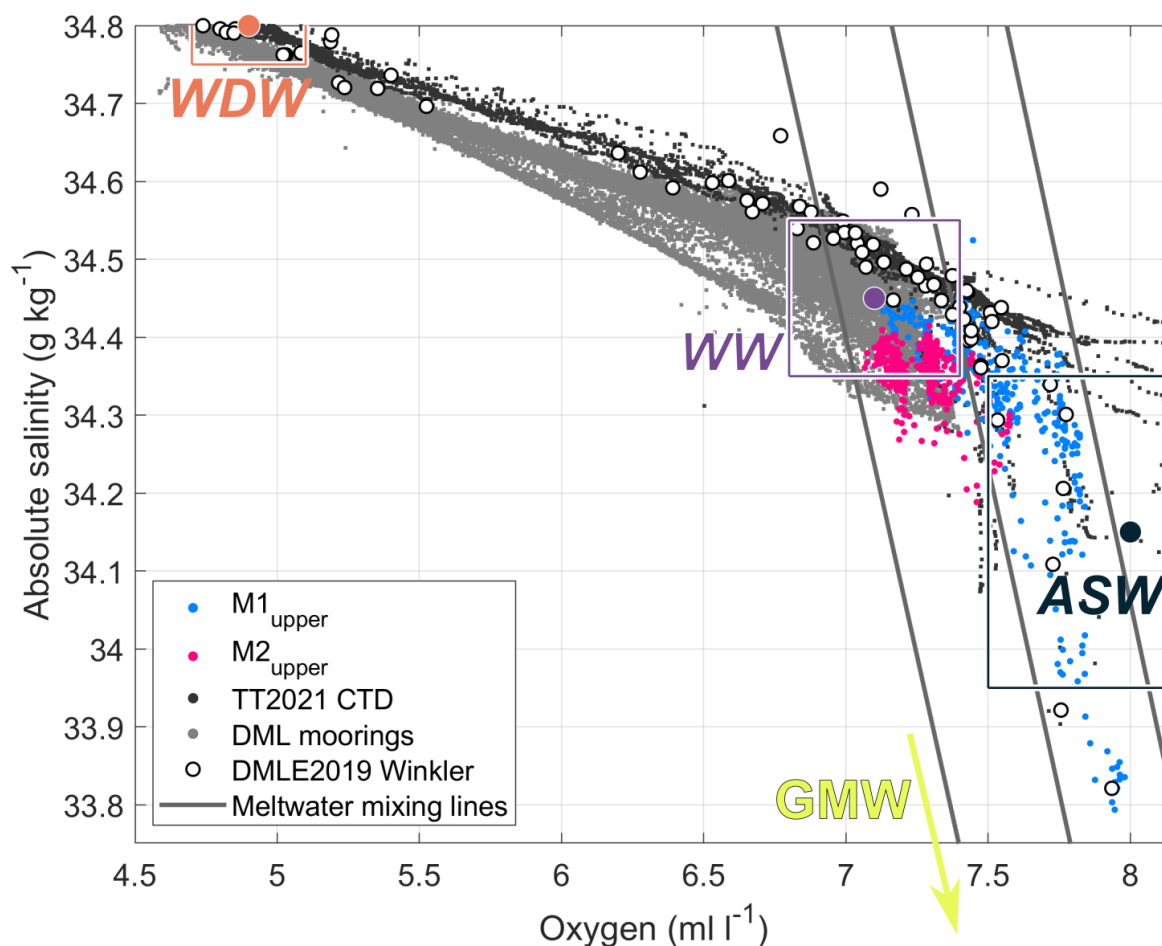 34.8
34.7
34.6
34.5
34.4
34.3
34.2
34.1
34
33.9
33.8
Absolute salinity (g kg-1)
WDW
WW
ASW
GMW
M1upper
M2upper
TT2021 CTD
DML moorings
DMLE2019 Winkler
Meltwater mixing lines
4.5 5 5.5 6 6.5 7 7.5 8
Oxygen (ml l-1)